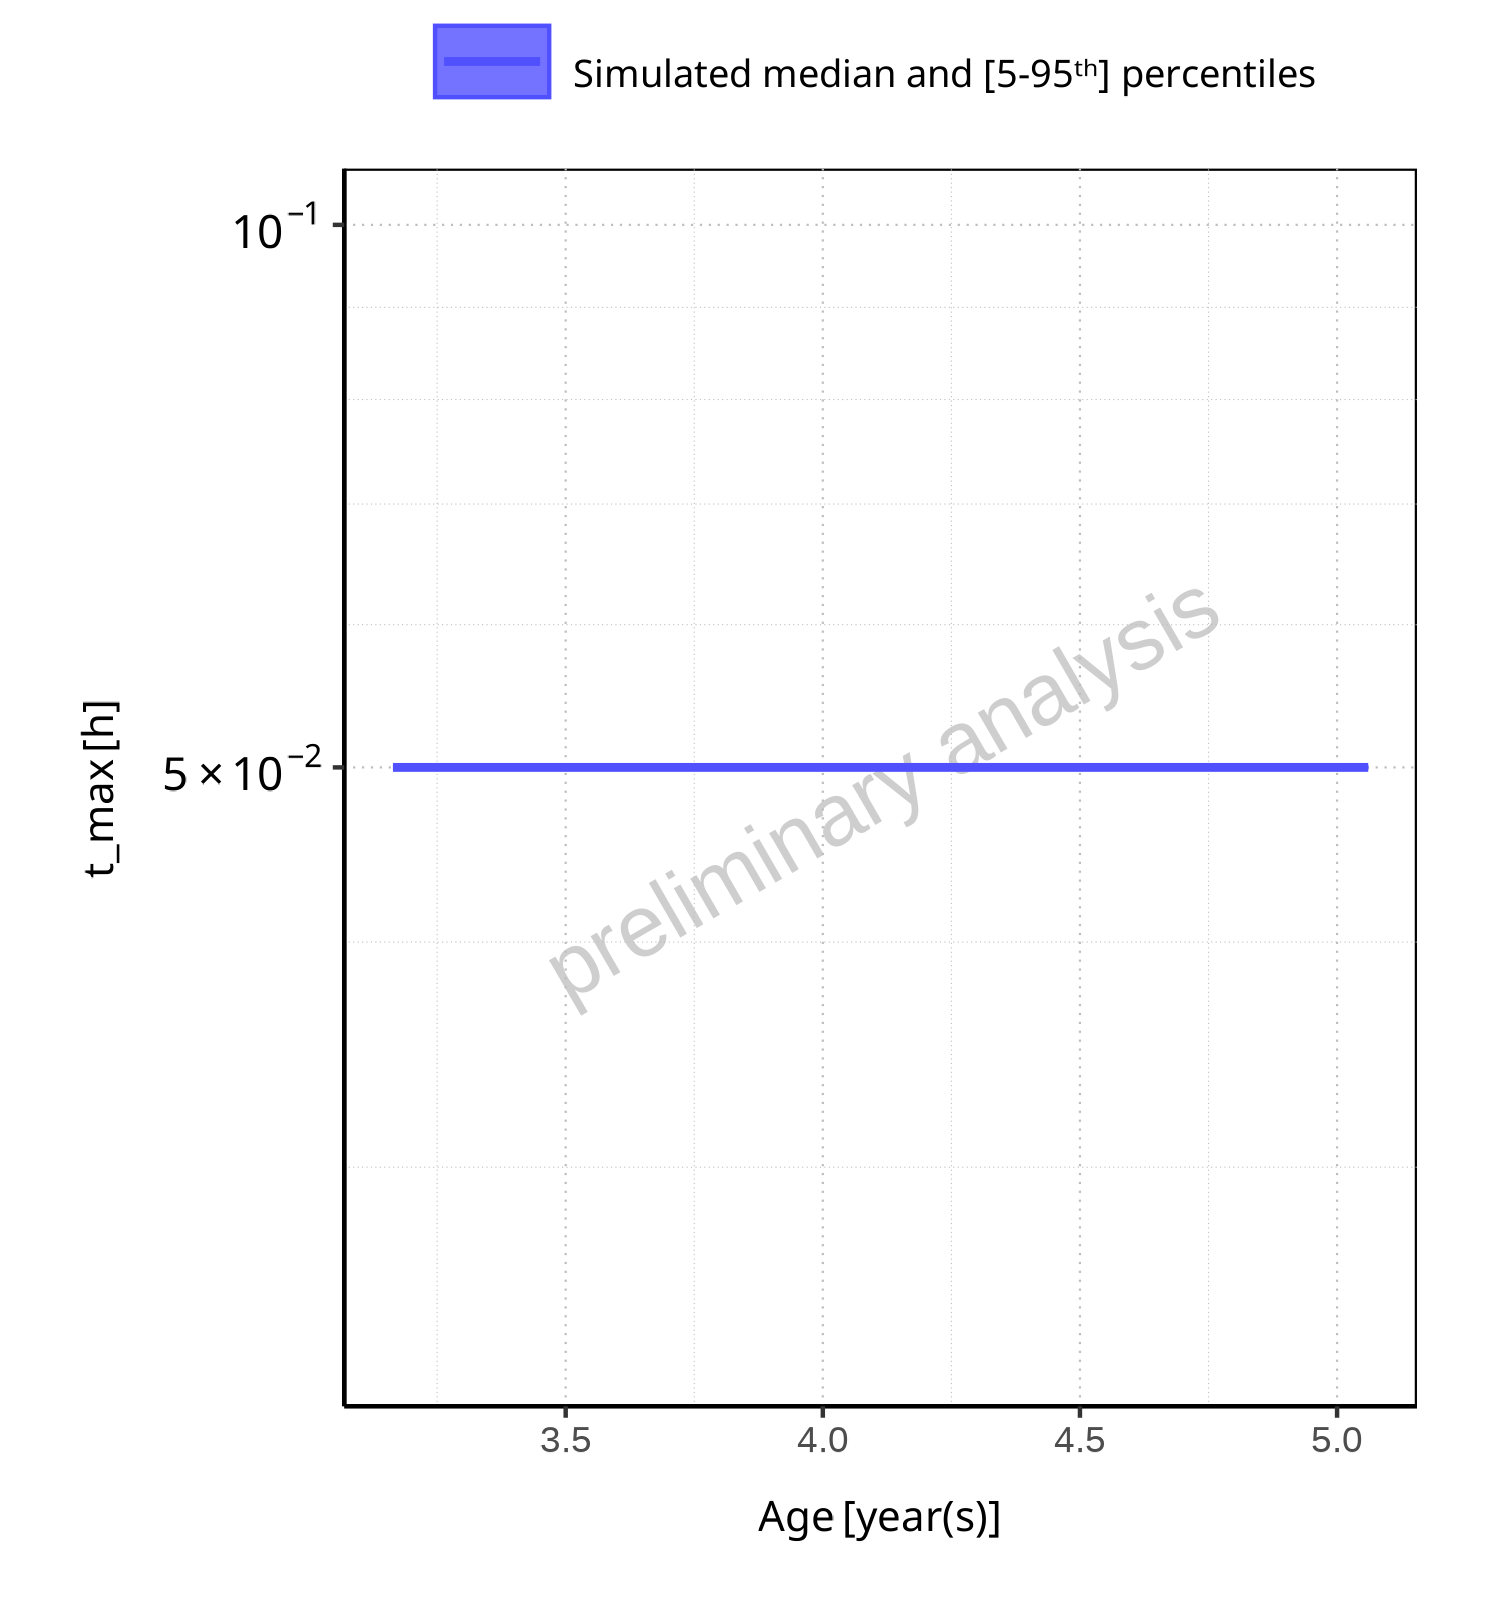 Simulated median and [5-95ᵗʰ] percentiles
10⁻¹
5 × 10⁻²
t_max [h]
preliminary analysis
3.5 4.0 4.5 5.0
Age [year(s)]